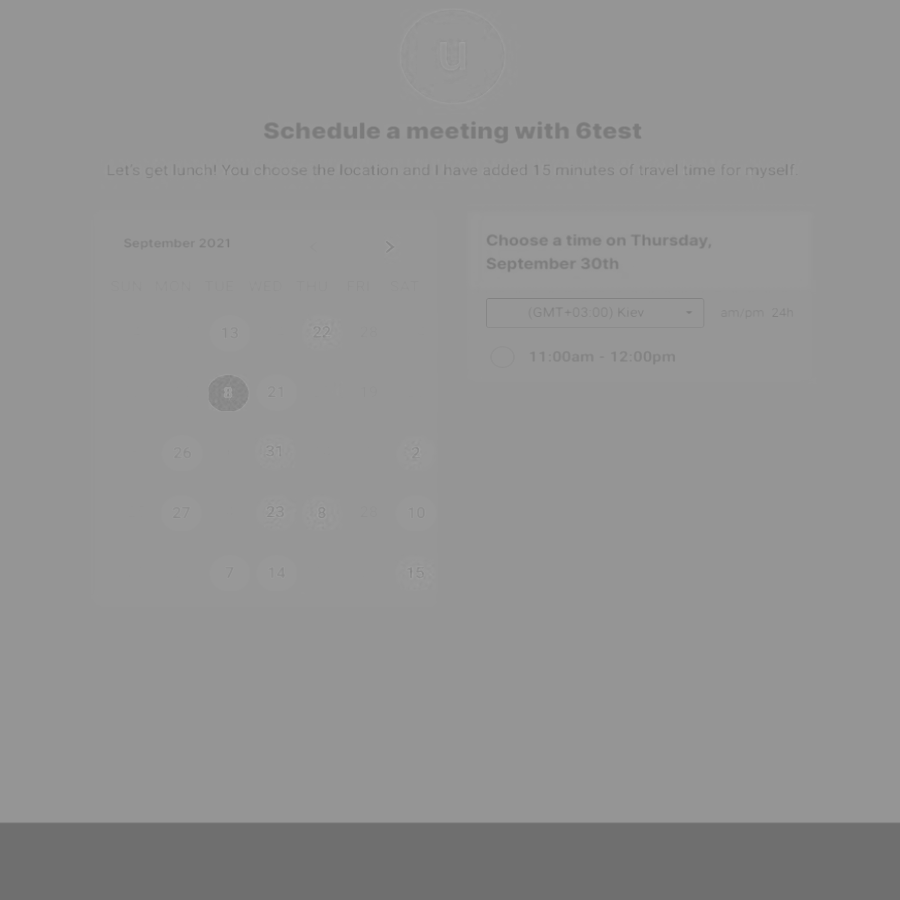 u
Schedule a meeting with 6test
Let's get lunch! You choose the location and I have added 15 minutes of travel time for myself.
September 2021
SUN MON TUE WED THU FRI SAT
13 22
8 21
26 31 2
27 23 8 10
7 14 15
Choose a time on Thursday,
September 30th
(GMT+03:00) Kiev am/pm 24h
11:00am - 12:00pm